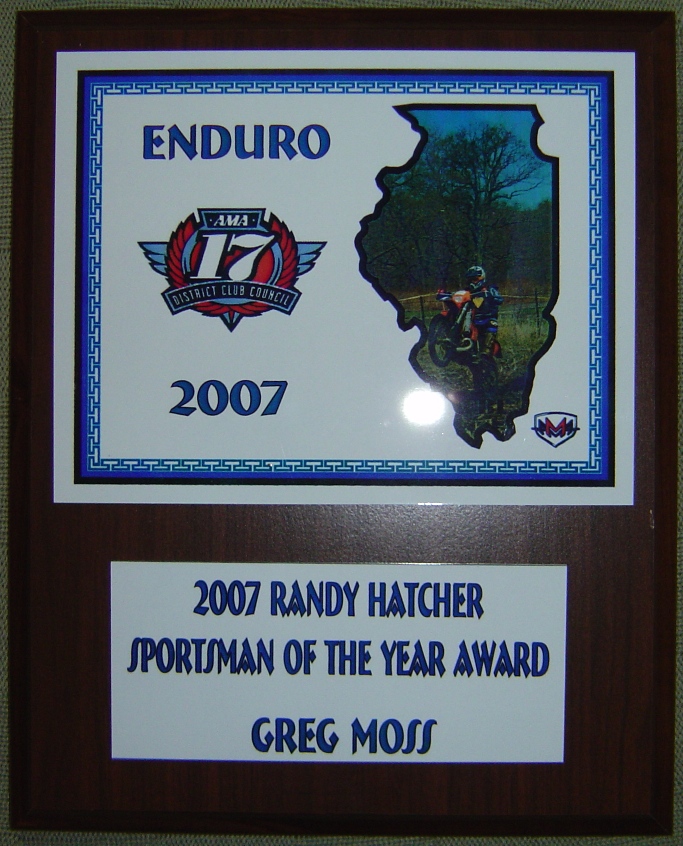 ENDURO
AMA
17
DISTRICT CLUB COUNCIL
2007
M
2007 RANDY HATCHER
SPORTSMAN OF THE YEAR AWARD
GREG MOSS